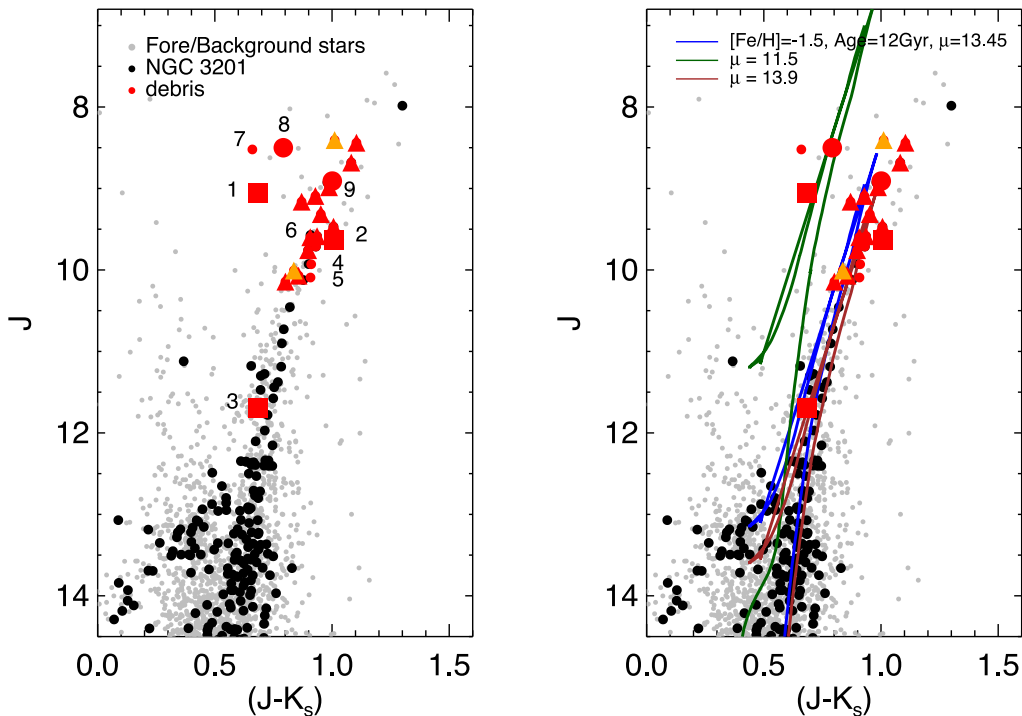 Fore/Background stars
NGC 3201
debris
7
8
1
9
6
2
4
5
3
8
10
12
14
J
0.0
0.5
1.0
1.5
(J-Ks)
[Fe/H]=-1.5, Age=12Gyr, μ=13.45
μ = 11.5
μ = 13.9
8
10
12
14
J
0.0
0.5
1.0
1.5
(J-Ks)